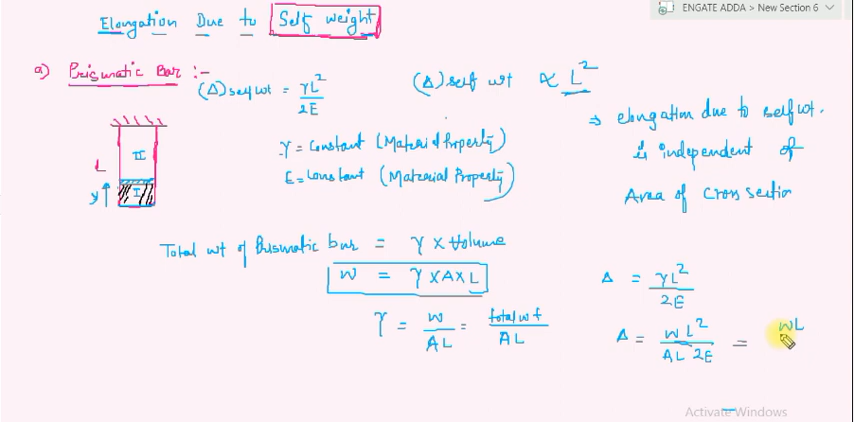 ENGATE ADDA > New Section 6
Elongation Due to Self weight
a) Prismatic Bar :-
(Δ)self wt = γL²/2E
(Δ)self wt ∝ L²
⇒ elongation due to self wt.
is independent of
Area of Cross section
γ = Constant (Material Property)
E = Constant (Material Property)
L
II
y↑
I
Total wt of Prismatic bar = γ × Volume
W = γ × A × L
γ = W/AL = total wt/AL
Δ = γL²/2E
Δ = WL²/AL 2E = WL
Activate Windows